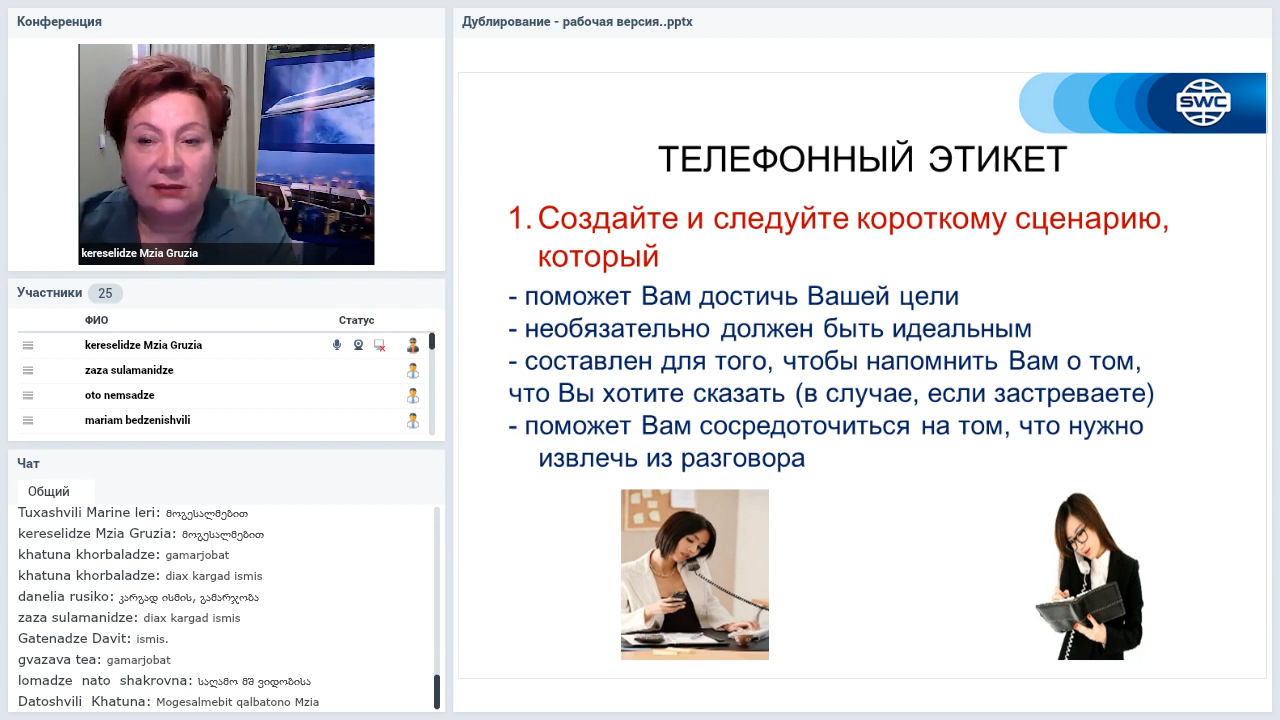 Конференция
kereselidze Mzia Gruzia
Участники 25
ФИО Статус
kereselidze Mzia Gruzia
zaza sulamanidze
oto nemsadze
mariam bedzenishvili
Чат
Общий
Tuxashvili Marine leri: მოგესალმებით
kereselidze Mzia Gruzia: მოგესალმებით
khatuna khorbaladze: gamarjobat
khatuna khorbaladze: diax kargad ismis
danelia rusiko: კარგად ისმის, გამარჯობა
zaza sulamanidze: diax kargad ismis
Gatenadze Davit: ismis.
gvazava tea: gamarjobat
lomadze nato shakrovna: საღამო მშ ვიდობისა
Datoshvili Khatuna: Mogesalmebit qalbatono Mzia
Дублирование - рабочая версия..pptx
SWC
ТЕЛЕФОННЫЙ ЭТИКЕТ
1. Создайте и следуйте короткому сценарию,
который
- поможет Вам достичь Вашей цели
- необязательно должен быть идеальным
- составлен для того, чтобы напомнить Вам о том,
что Вы хотите сказать (в случае, если застреваете)
- поможет Вам сосредоточиться на том, что нужно
извлечь из разговора